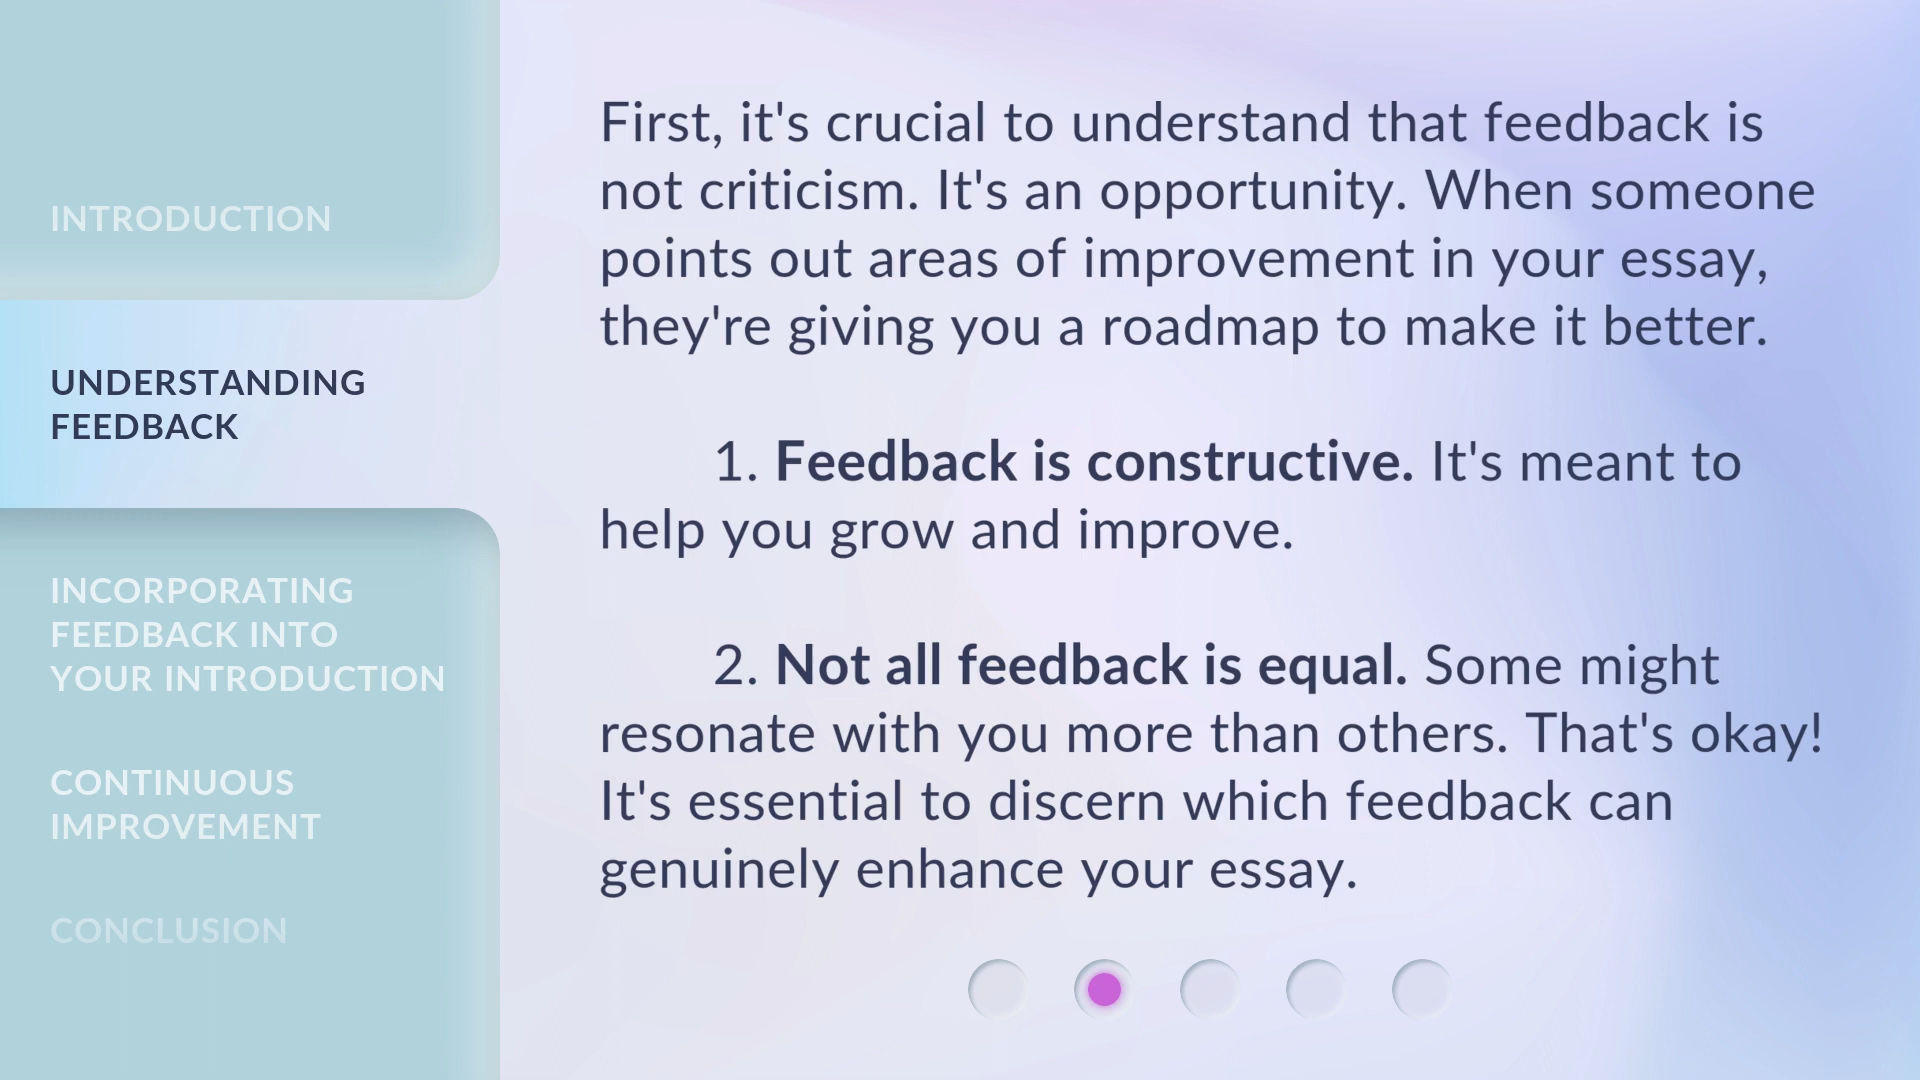 INTRODUCTION
UNDERSTANDING
FEEDBACK
INCORPORATING
FEEDBACK INTO
YOUR INTRODUCTION
CONTINUOUS
IMPROVEMENT
CONCLUSION
First, it's crucial to understand that feedback is
not criticism. It's an opportunity. When someone
points out areas of improvement in your essay,
they're giving you a roadmap to make it better.
1. Feedback is constructive. It's meant to
help you grow and improve.
2. Not all feedback is equal. Some might
resonate with you more than others. That's okay!
It's essential to discern which feedback can
genuinely enhance your essay.